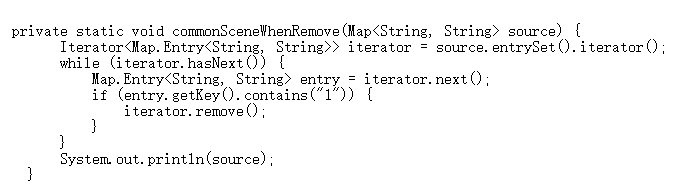 private static void commonSceneWhenRemove(Map<String, String> source) {
Iterator<Map.Entry<String, String>> iterator = source.entrySet().iterator();
while (iterator.hasNext()) {
Map.Entry<String, String> entry = iterator.next();
if (entry.getKey().contains("1")) {
iterator.remove();
}
}
System.out.println(source);
}